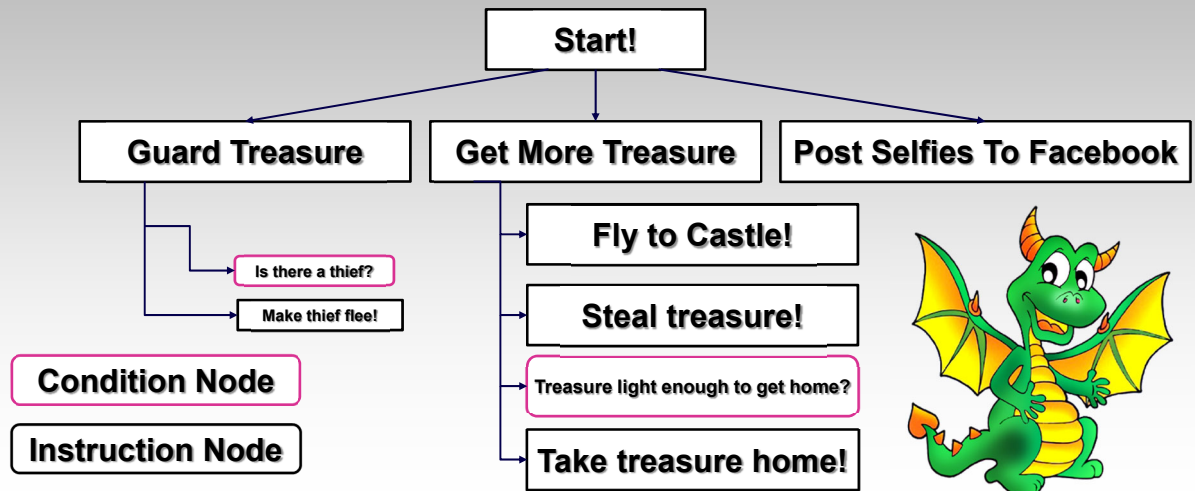 Start!
Guard Treasure
Get More Treasure
Post Selfies To Facebook
Is there a thief?
Make thief flee!
Fly to Castle!
Steal treasure!
Treasure light enough to get home?
Take treasure home!
Condition Node
Instruction Node